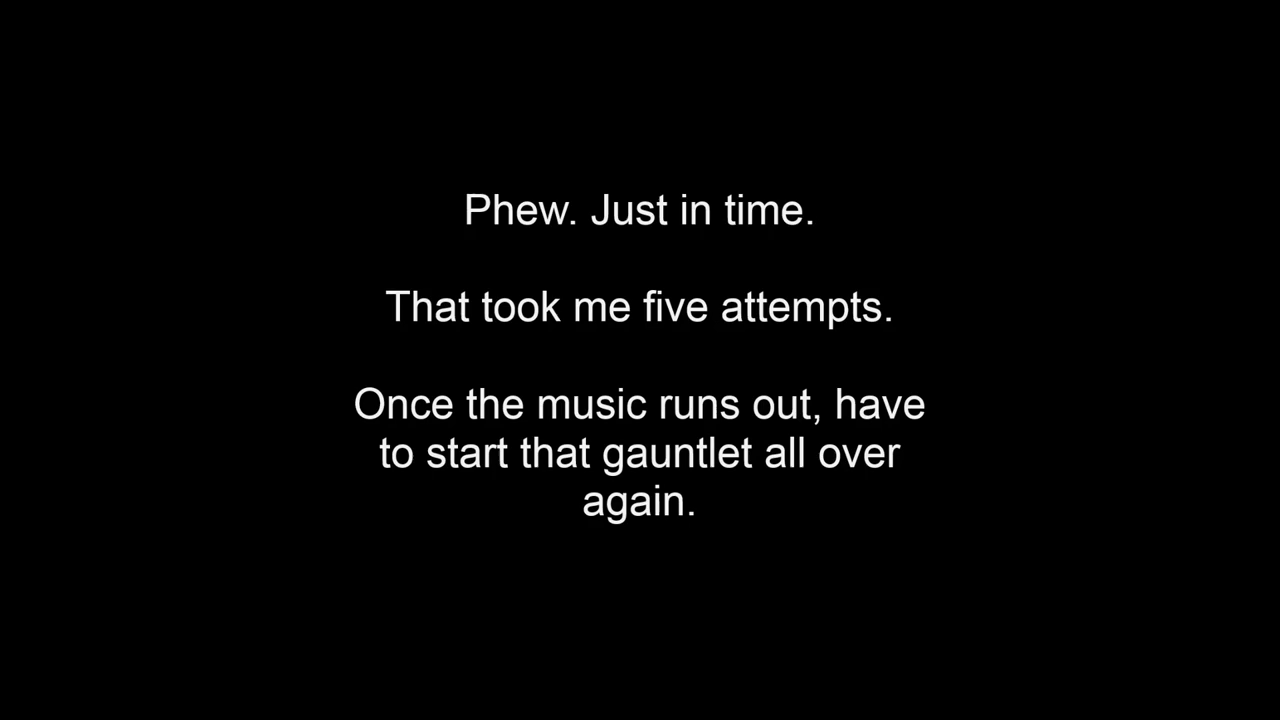 Phew. Just in time.
That took me five attempts.
Once the music runs out, have
to start that gauntlet all over
again.